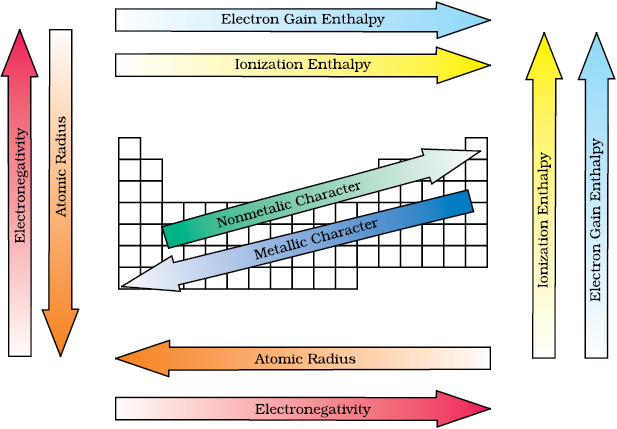 Electron Gain Enthalpy
Ionization Enthalpy
Electronegativity
Atomic Radius
Nonmetalic Character
Metallic Character
Ionization Enthalpy
Electron Gain Enthalpy
Atomic Radius
Electronegativity